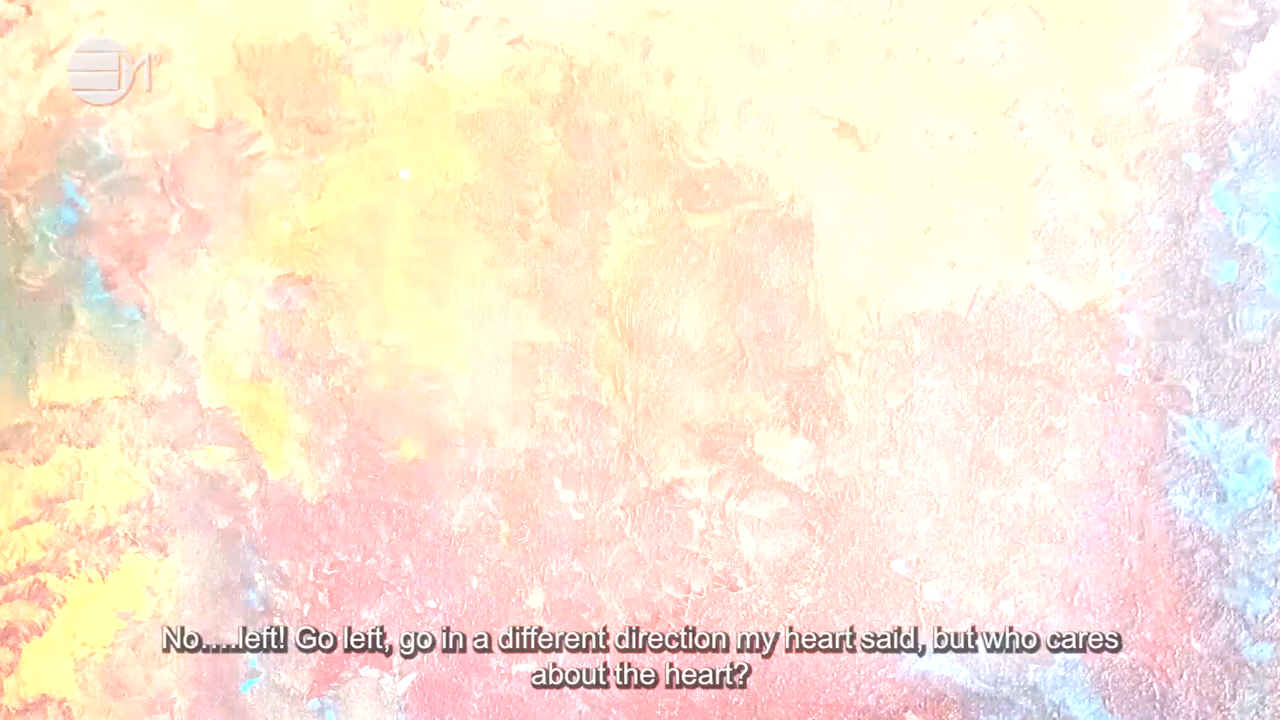 No....left! Go left, go in a different direction my heart said, but who cares
about the heart?